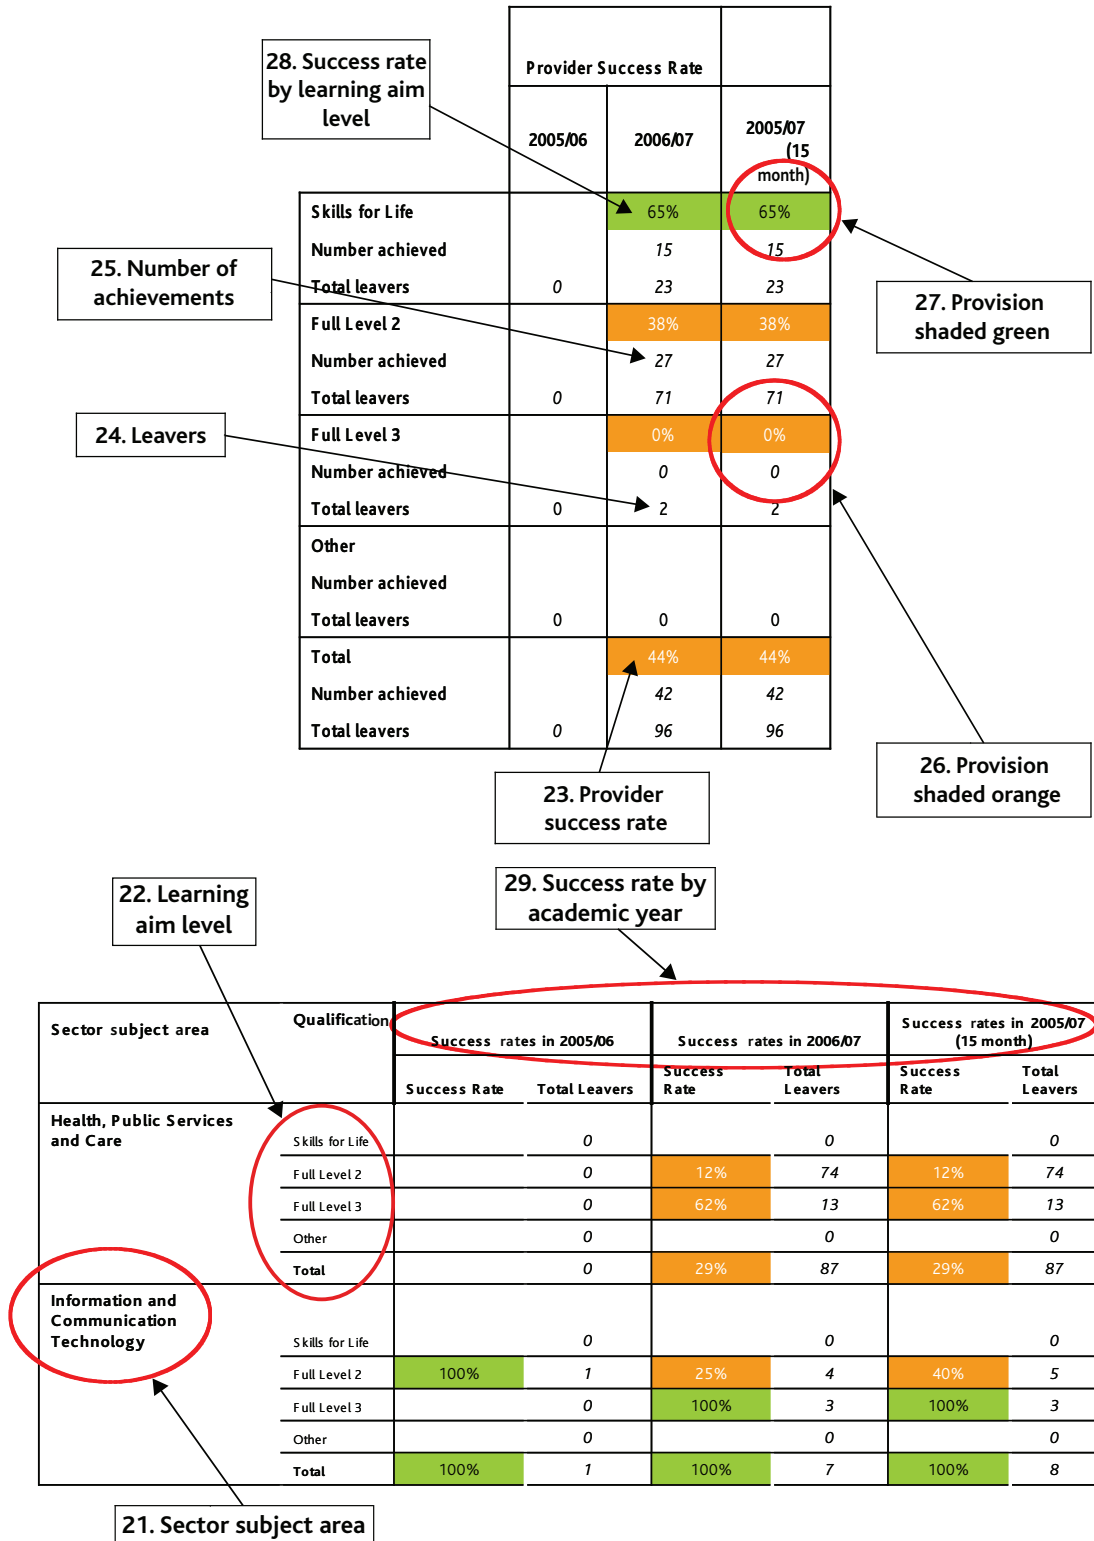 28. Success rate
by learning aim
level
Provider Success Rate
2005/06 2006/07 2005/07
(15
month)
Skills for Life 65% 65%
Number achieved 15 15
Total leavers 0 23 23
25. Number of
achievements
27. Provision
shaded green
Full Level 2 38% 38%
Number achieved 27 27
Total leavers 0 71 71
24. Leavers
Full Level 3 0% 0%
Number achieved 0 0
Total leavers 0 2 2
Other
Number achieved
Total leavers 0 0 0
Total 44% 44%
Number achieved 42 42
Total leavers 0 96 96
26. Provision
shaded orange
23. Provider
success rate
22. Learning
aim level
29. Success rate by
academic year
Sector subject area Qualification Success rates in 2005/06 Success rates in 2006/07 Success rates in 2005/07
(15 month)
Success Rate Total Leavers Success
Rate Total
Leavers Success
Rate Total
Leavers
Health, Public Services
and Care
Skills for Life 0 0 0
Full Level 2 0 12% 74 12% 74
Full Level 3 0 62% 13 62% 13
Other 0 0 0
Total 0 29% 87 29% 87
Information and
Communication
Technology
Skills for Life 0 0 0
Full Level 2 100% 1 25% 4 40% 5
Full Level 3 0 100% 3 100% 3
Other 0 0 0
Total 100% 1 100% 7 100% 8
21. Sector subject area